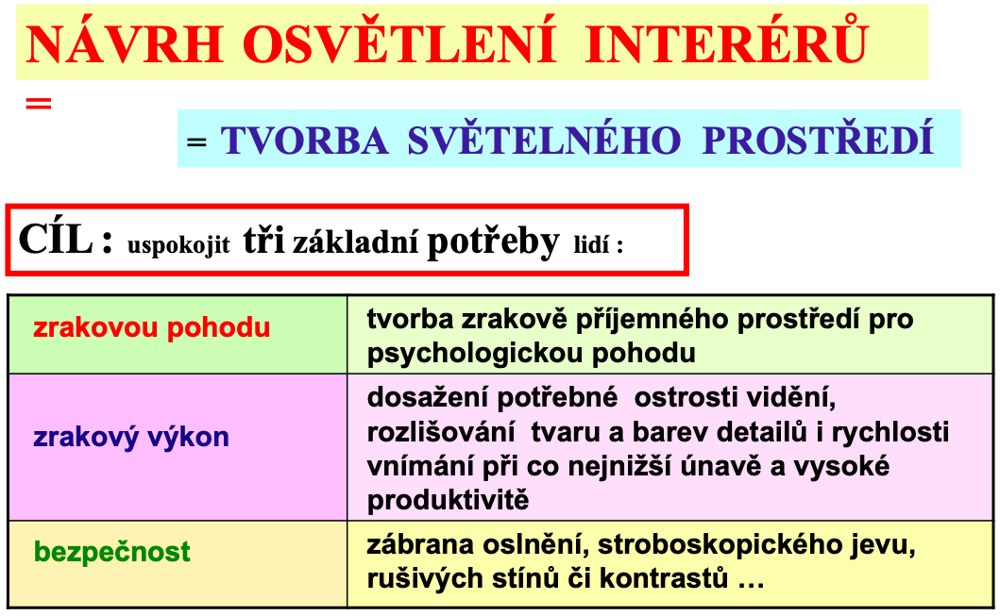 NÁVRH OSVĚTLENÍ INTERÉRŮ
=
= TVORBA SVĚTELNÉHO PROSTŘEDÍ
CÍL : uspokojit tři základní potřeby lidí :
zrakovou pohodu
tvorba zrakově příjemného prostředí pro
psychologickou pohodu
zrakový výkon
dosažení potřebné ostrosti vidění,
rozlišování tvaru a barev detailů i rychlosti
vnímání při co nejnižší únavě a vysoké
produktivitě
bezpečnost
zábrana oslnění, stroboskopického jevu,
rušivých stínů či kontrastů …